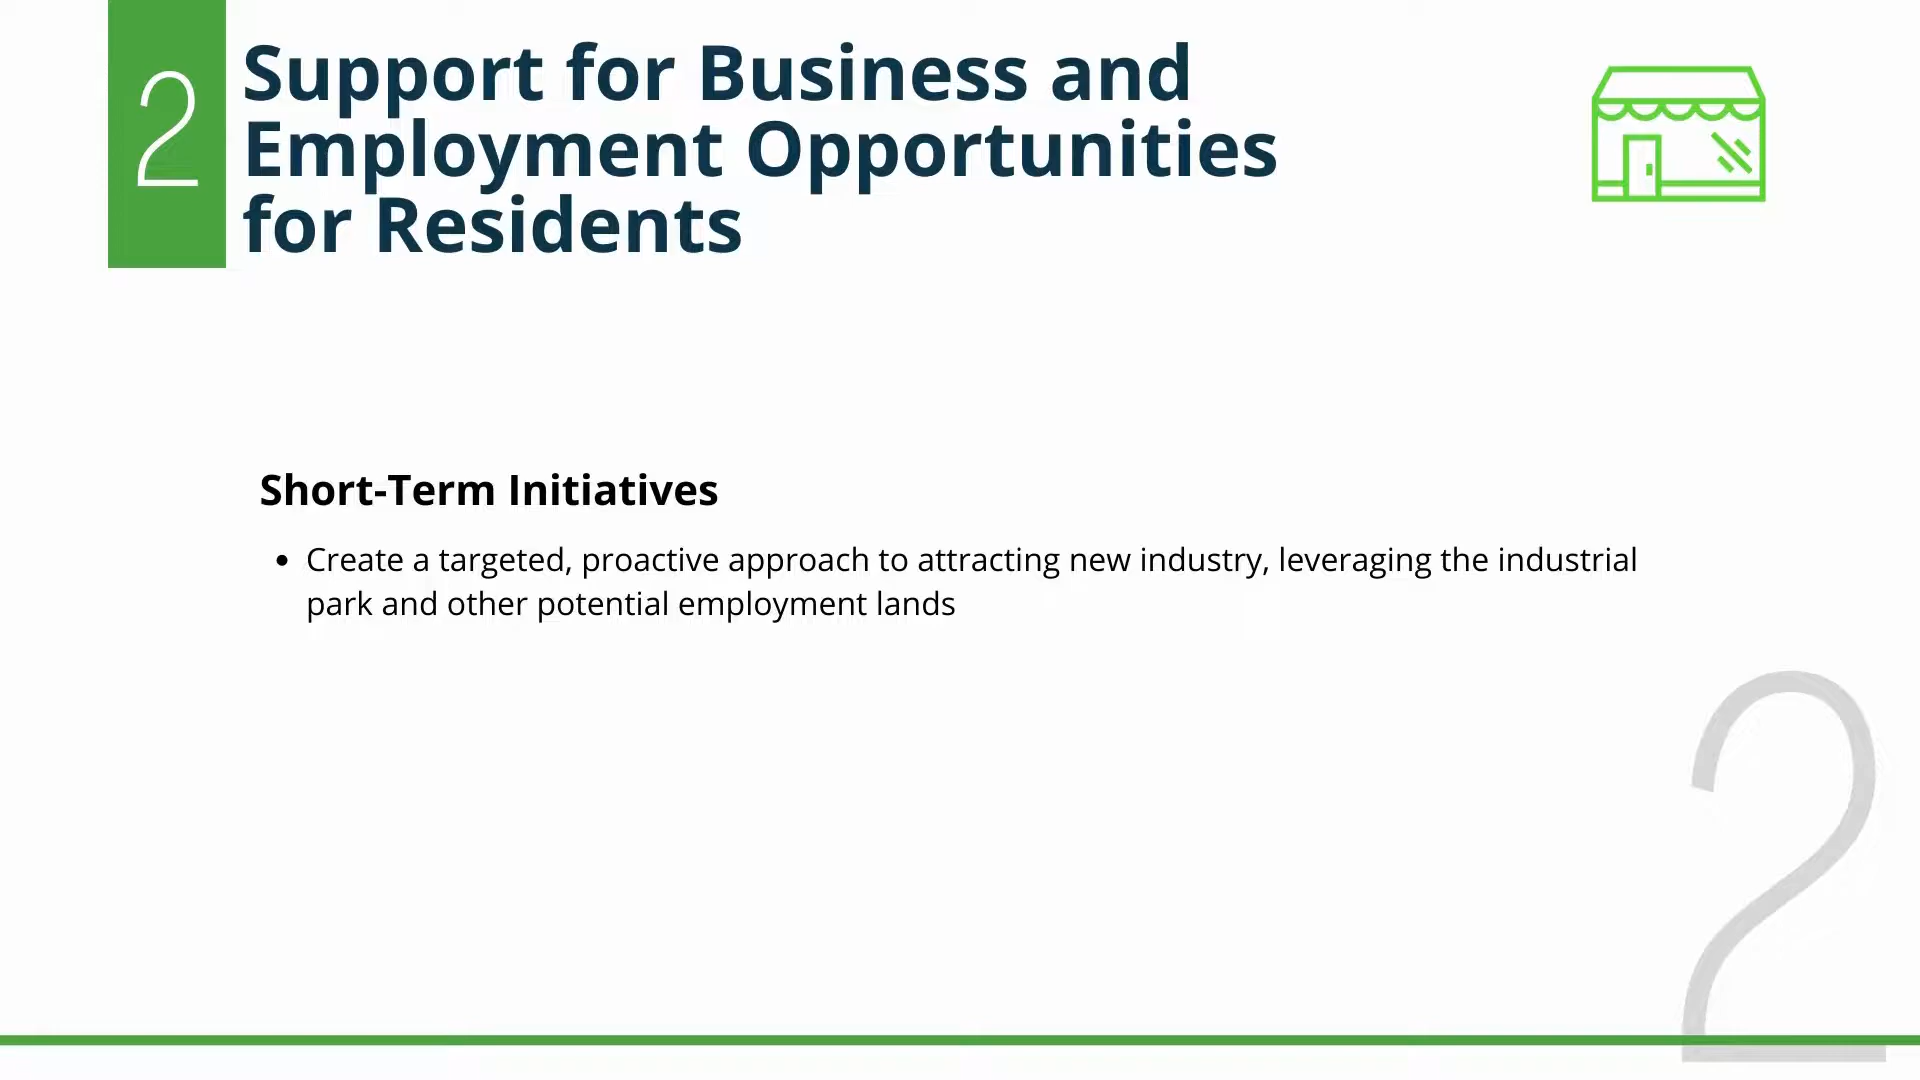 2
Support for Business and
Employment Opportunities
for Residents
Short-Term Initiatives
• Create a targeted, proactive approach to attracting new industry, leveraging the industrial
park and other potential employment lands
2